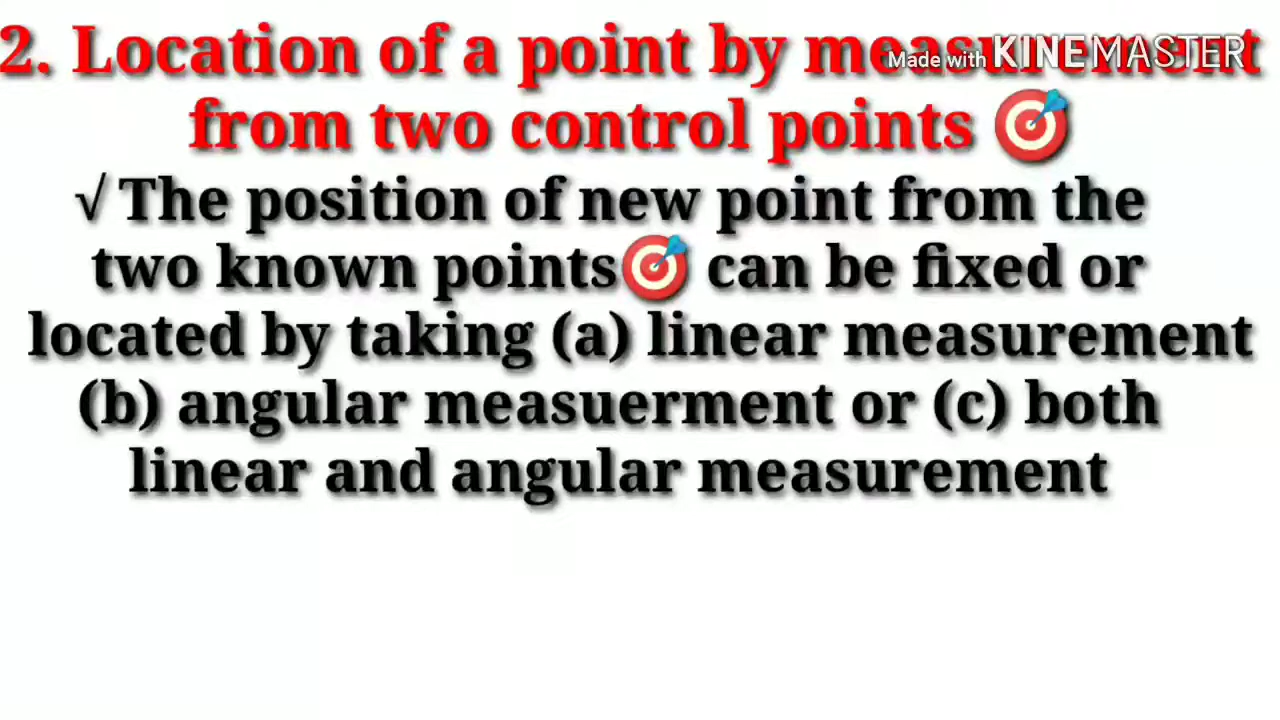 2. Location of a point by measurement
Made with KINEMASTER
from two control points 🎯
√ The position of new point from the
two known points🎯 can be fixed or
located by taking (a) linear measurement
(b) angular measuerment or (c) both
linear and angular measurement